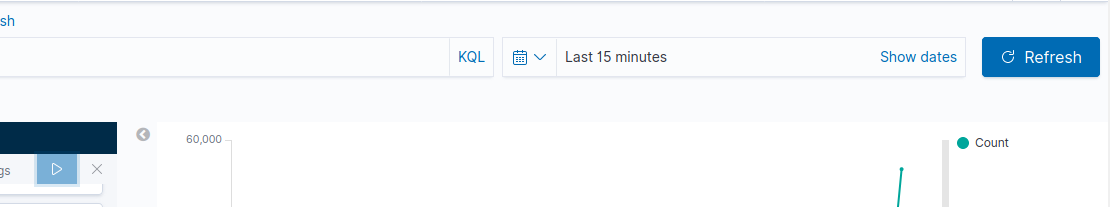 sh
KQL
Last 15 minutes
Show dates
Refresh
gs
60,000
Count